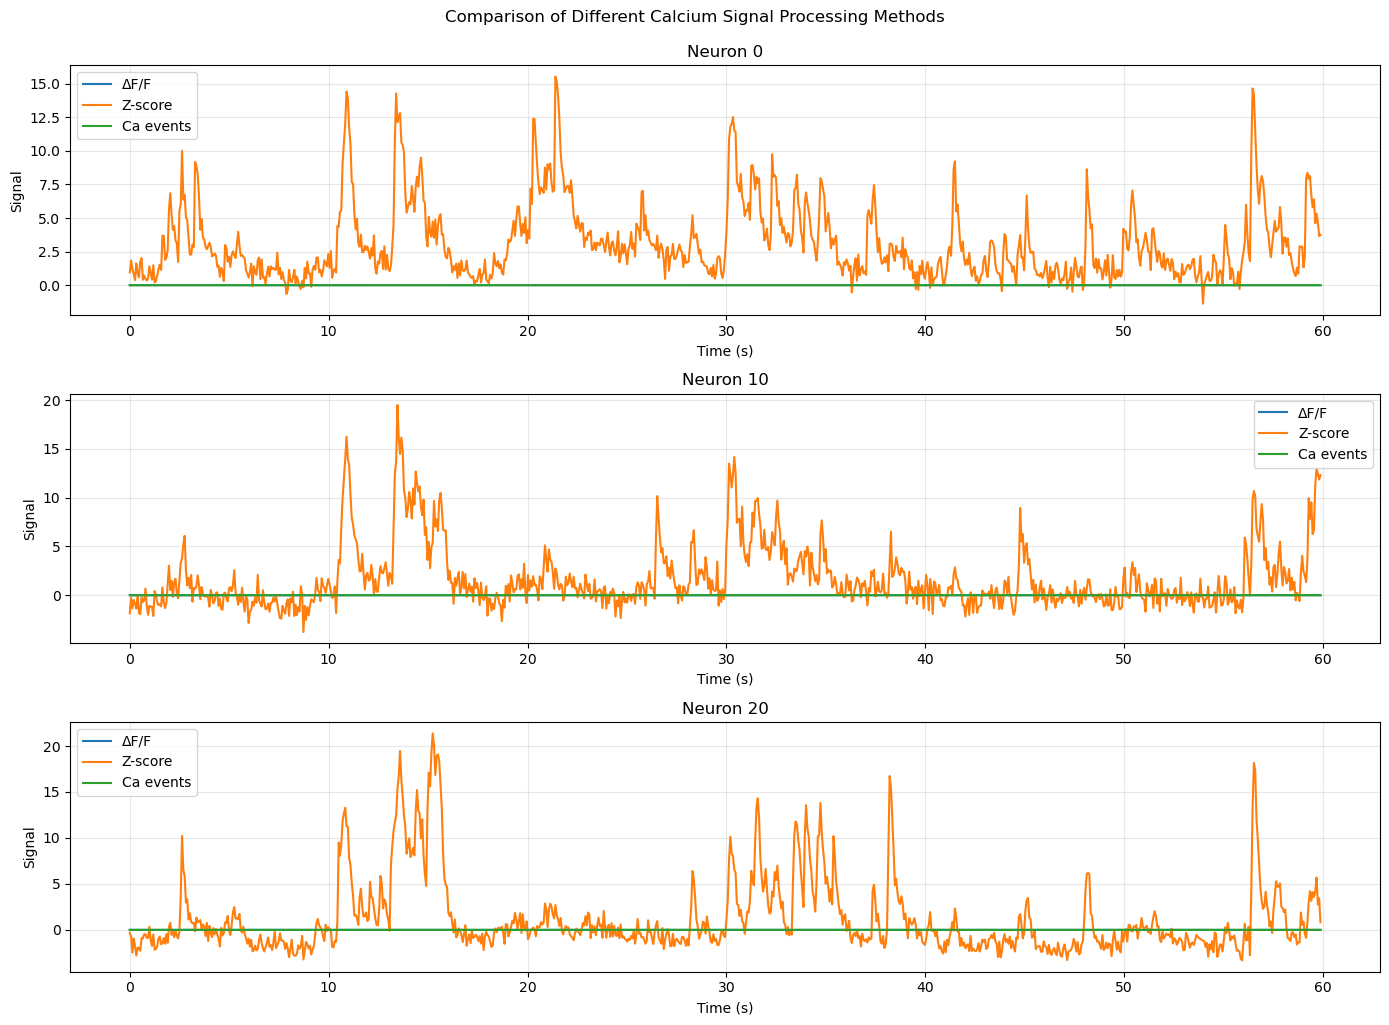 Comparison of Different Calcium Signal Processing Methods
Neuron 0
ΔF/F
Z-score
Ca events
Signal
15.0
12.5
10.0
7.5
5.0
2.5
0.0
0 10 20 30 40 50 60
Time (s)
Neuron 10
ΔF/F
Z-score
Ca events
Signal
20
15
10
5
0
0 10 20 30 40 50 60
Time (s)
Neuron 20
ΔF/F
Z-score
Ca events
Signal
20
15
10
5
0
0 10 20 30 40 50 60
Time (s)